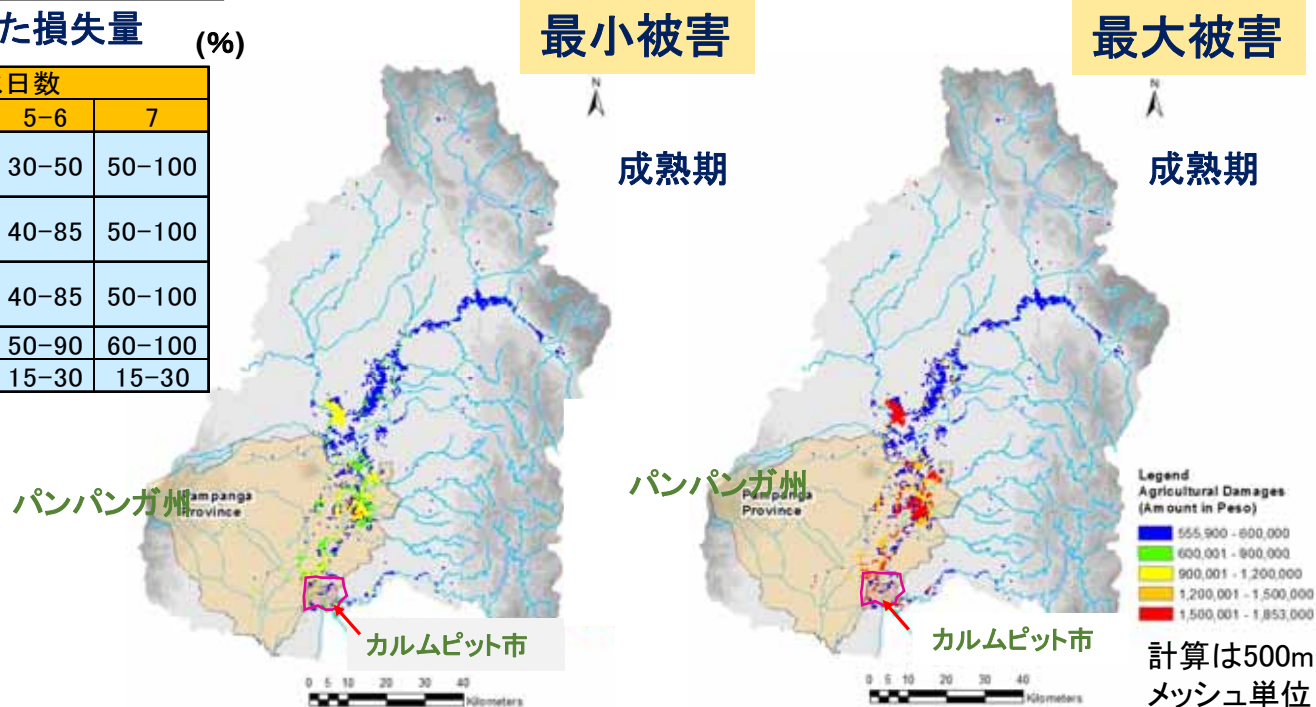 た損失量
(%)
日数
5-6 7
30-50 50-100
40-85 50-100
40-85 50-100
50-90 60-100
15-30 15-30
最小被害
N
成熟期
パンパンガ州
Pampanga
Province
カルムピット市
0 5 10 20 30 40
Kilometers
最大被害
N
成熟期
パンパンガ州
Pampanga
Province
カルムピット市
0 5 10 20 30 40
Kilometers
Legend
Agricultural Damages
(Amount in Peso)
555,900 - 600,000
600,001 - 900,000
900,001 - 1,200,000
1,200,001 - 1,500,000
1,500,001 - 1,853,000
計算は500m
メッシュ単位